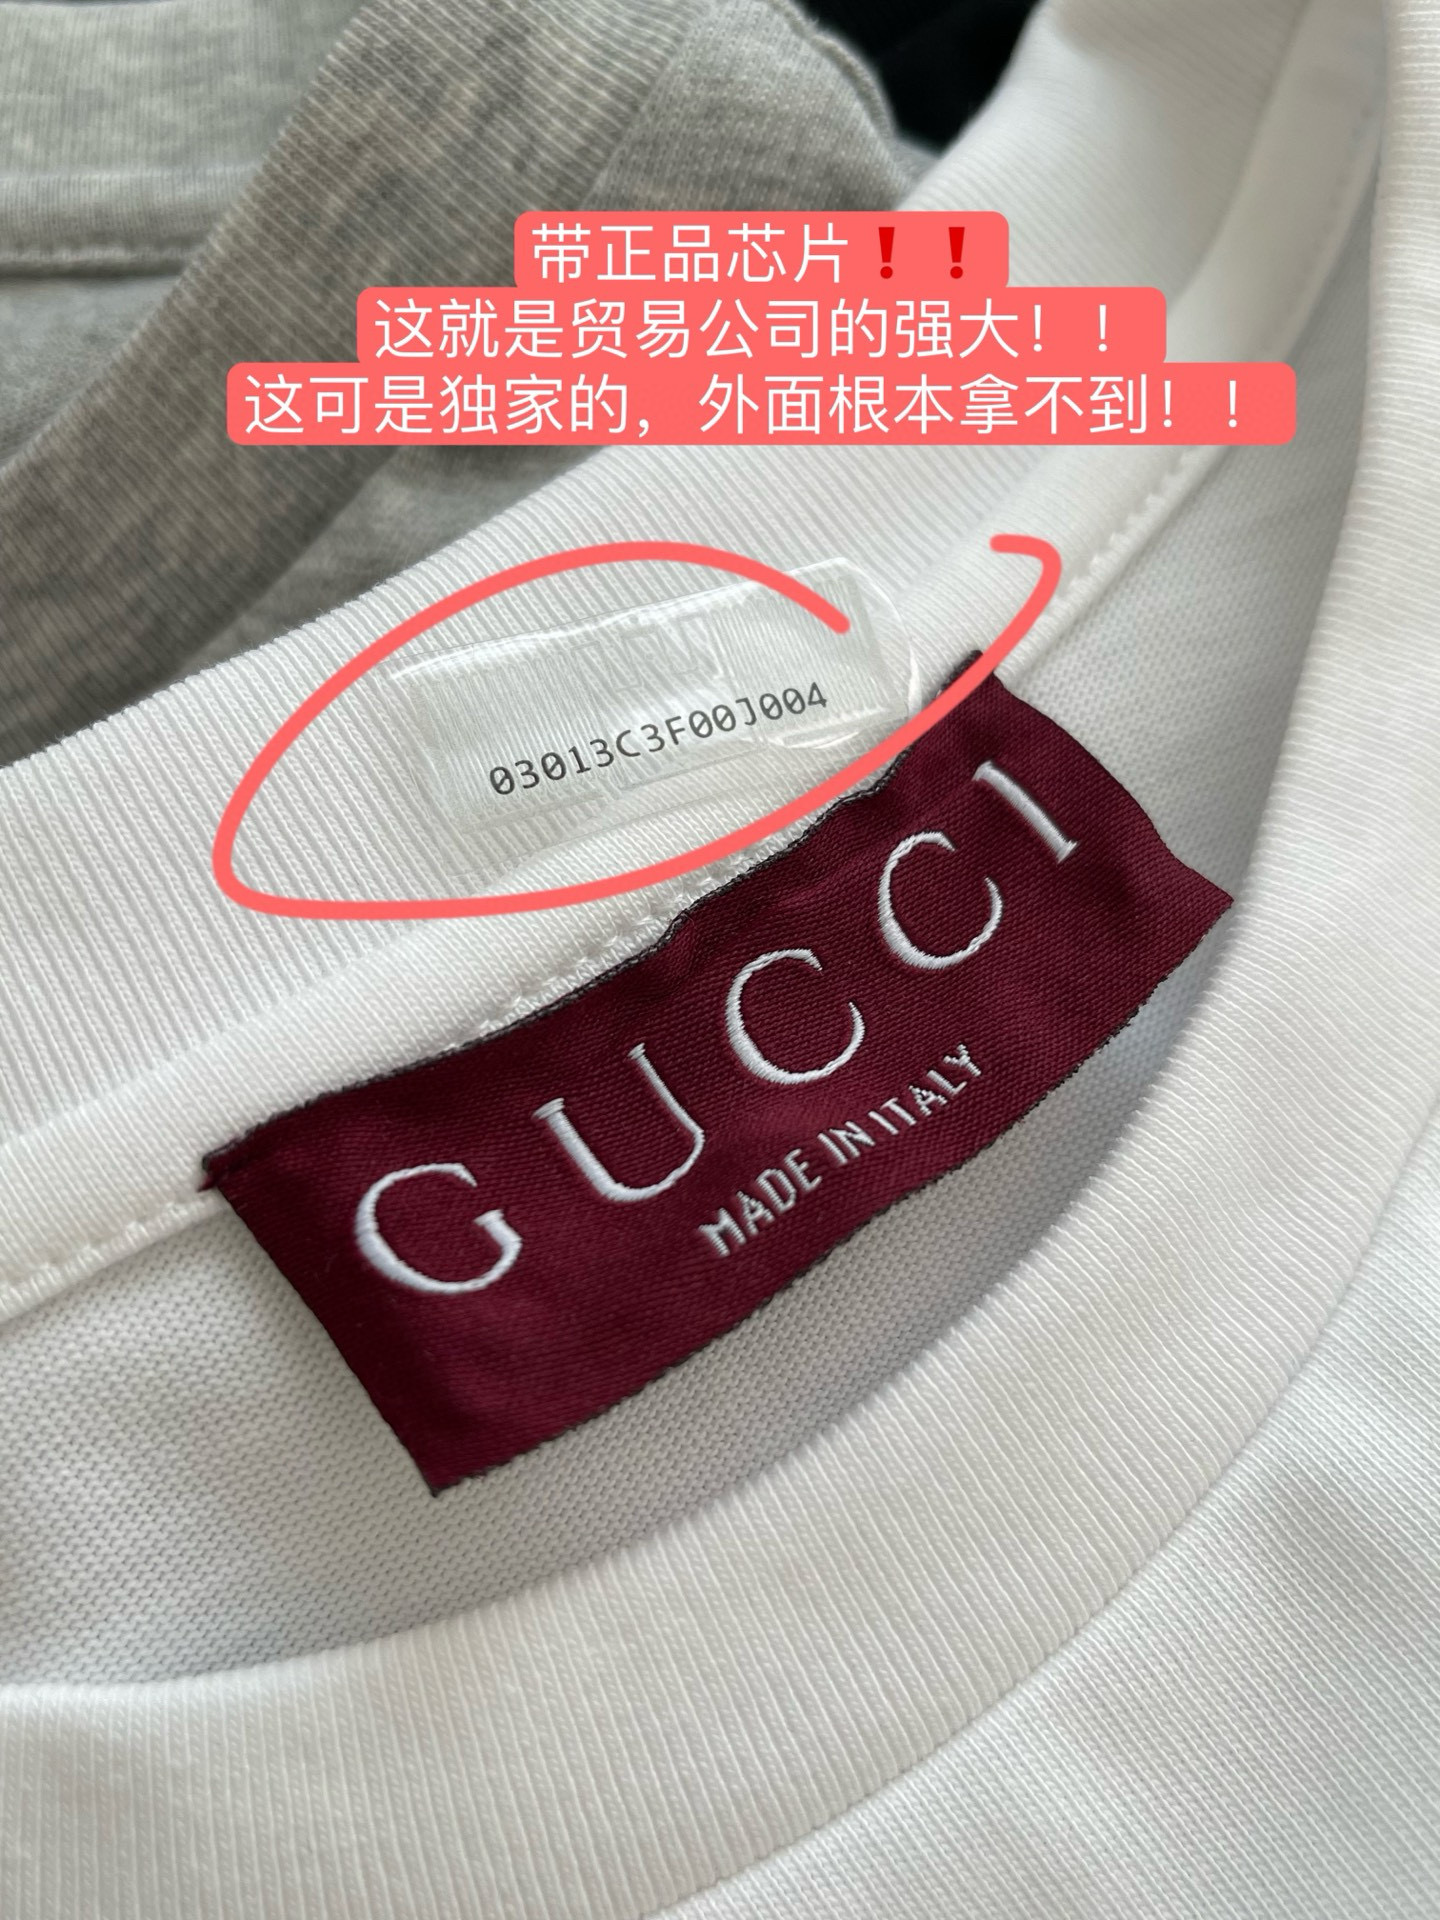 带正品芯片❗❗
这就是贸易公司的强大！！
这可是独家的，外面根本拿不到！！
03013C3F00J004
GUCCI
MADE IN ITALY